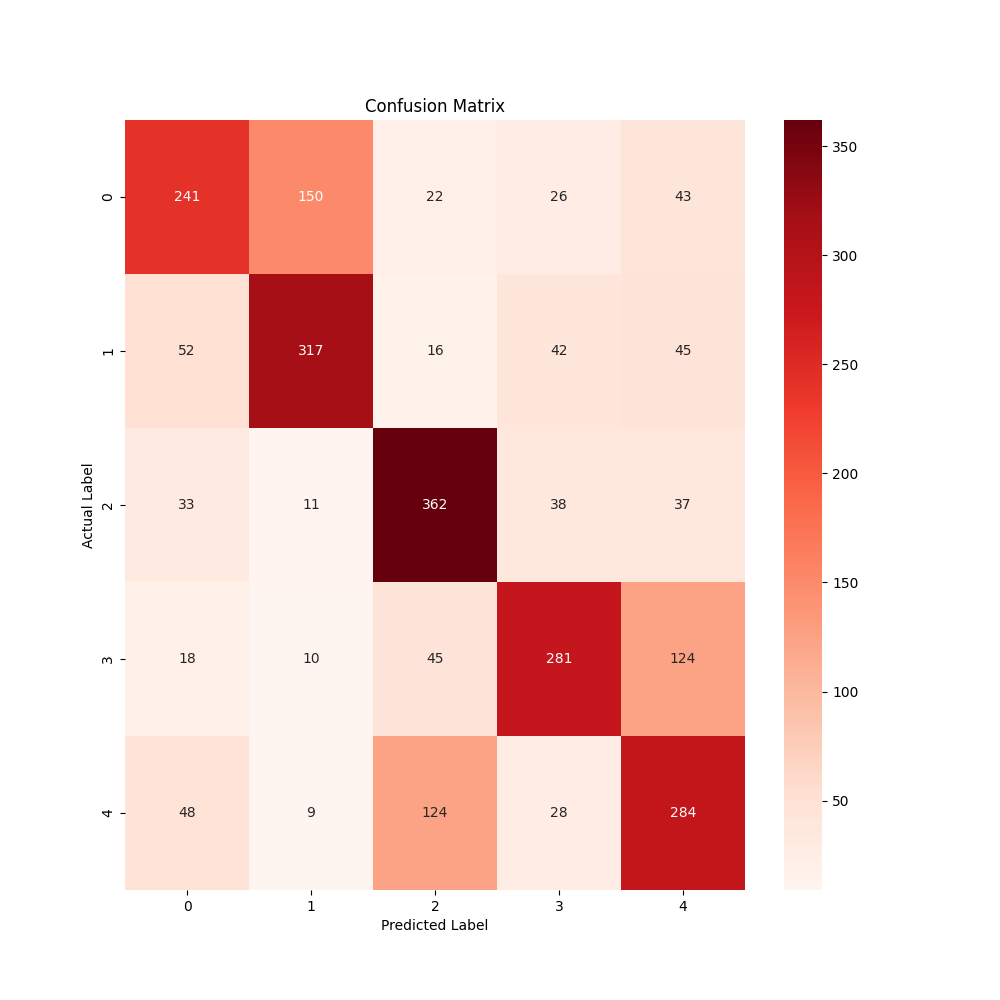 Confusion Matrix
Actual Label
0 241 150 22 26 43
1 52 317 16 42 45
2 33 11 362 38 37
3 18 10 45 281 124
4 48 9 124 28 284
0 1 2 3 4
Predicted Label
350
300
250
200
150
100
50